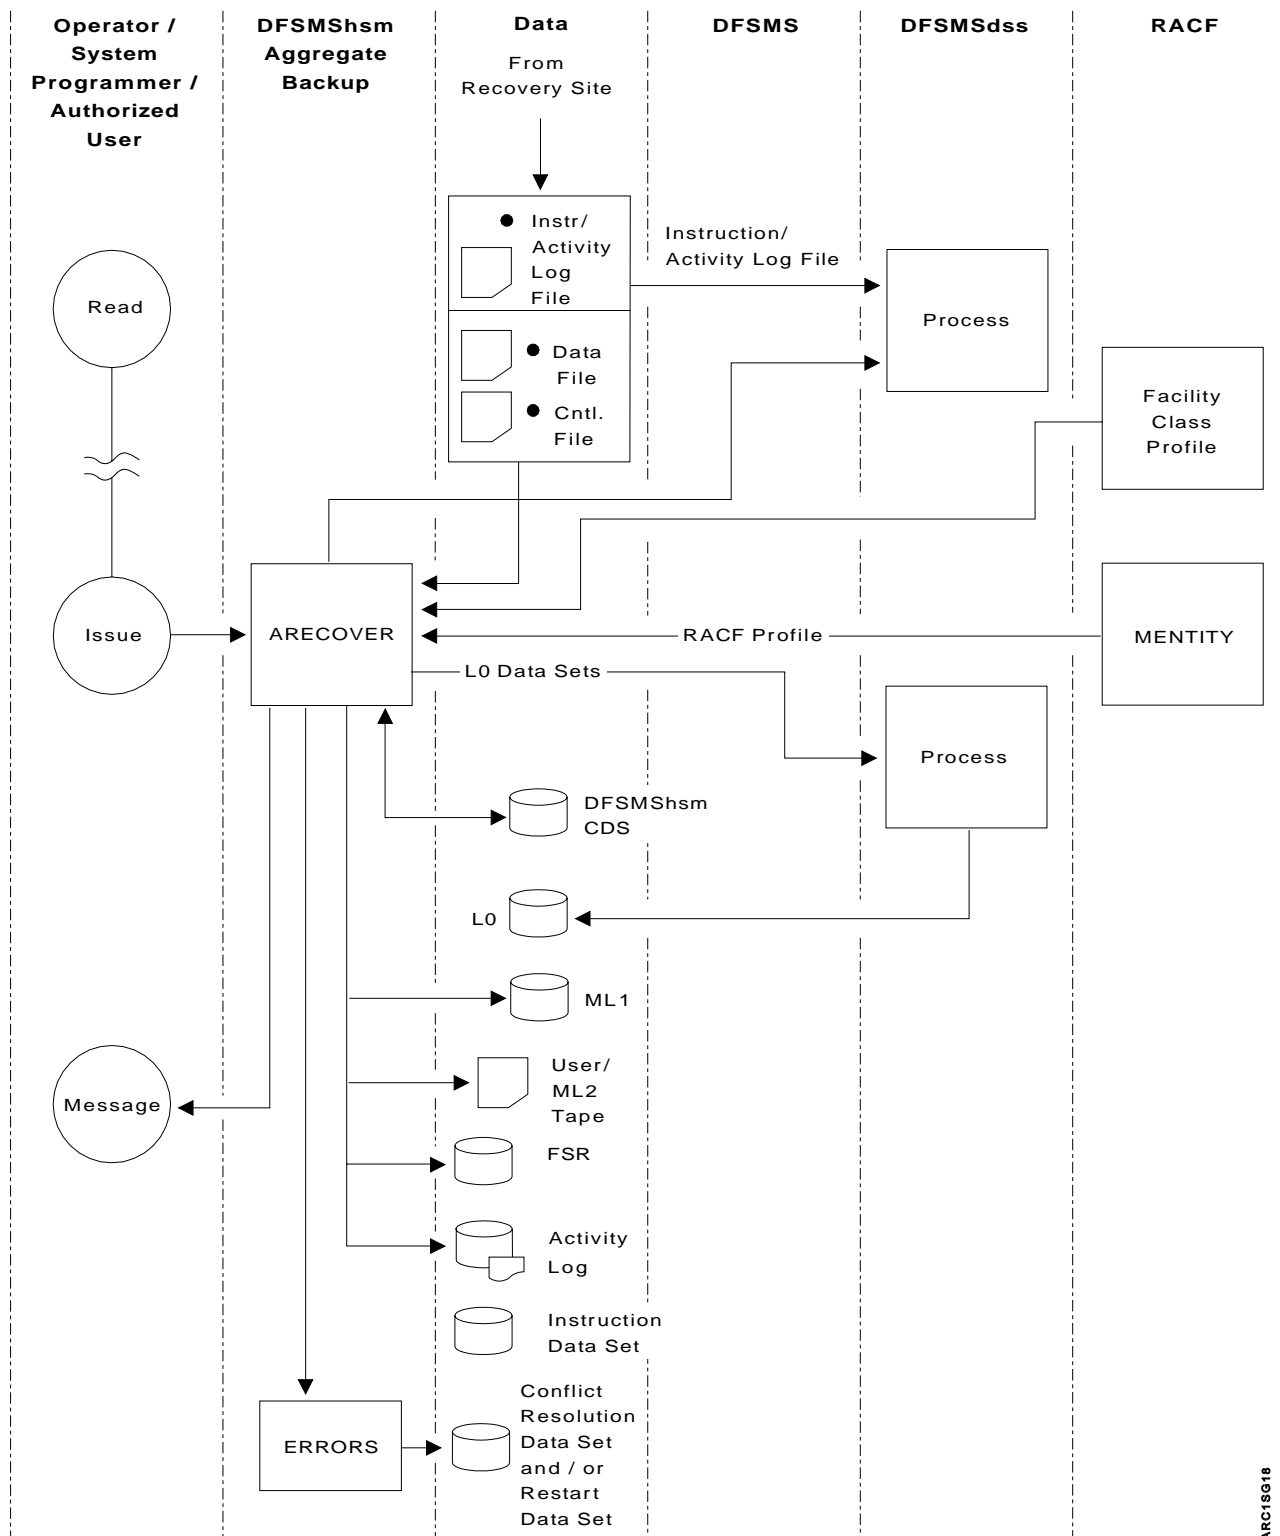 Operator /
System
Programmer /
Authorized
User
DFSMShsm
Aggregate
Backup
Data
DFSMS
DFSMSdss
RACF
From
Recovery Site
Instr/
Activity
Log
File
Instruction/
Activity Log File
Read
Process
Data
File
Cntl.
File
Facility
Class
Profile
Issue
ARECOVER
RACF Profile
MENTITY
L0 Data Sets
Process
DFSMShsm
CDS
L0
ML1
User/
ML2
Tape
Message
FSR
Activity
Log
Instruction
Data Set
ERRORS
Conflict
Resolution
Data Set
and / or
Restart
Data Set
ARC1SG18